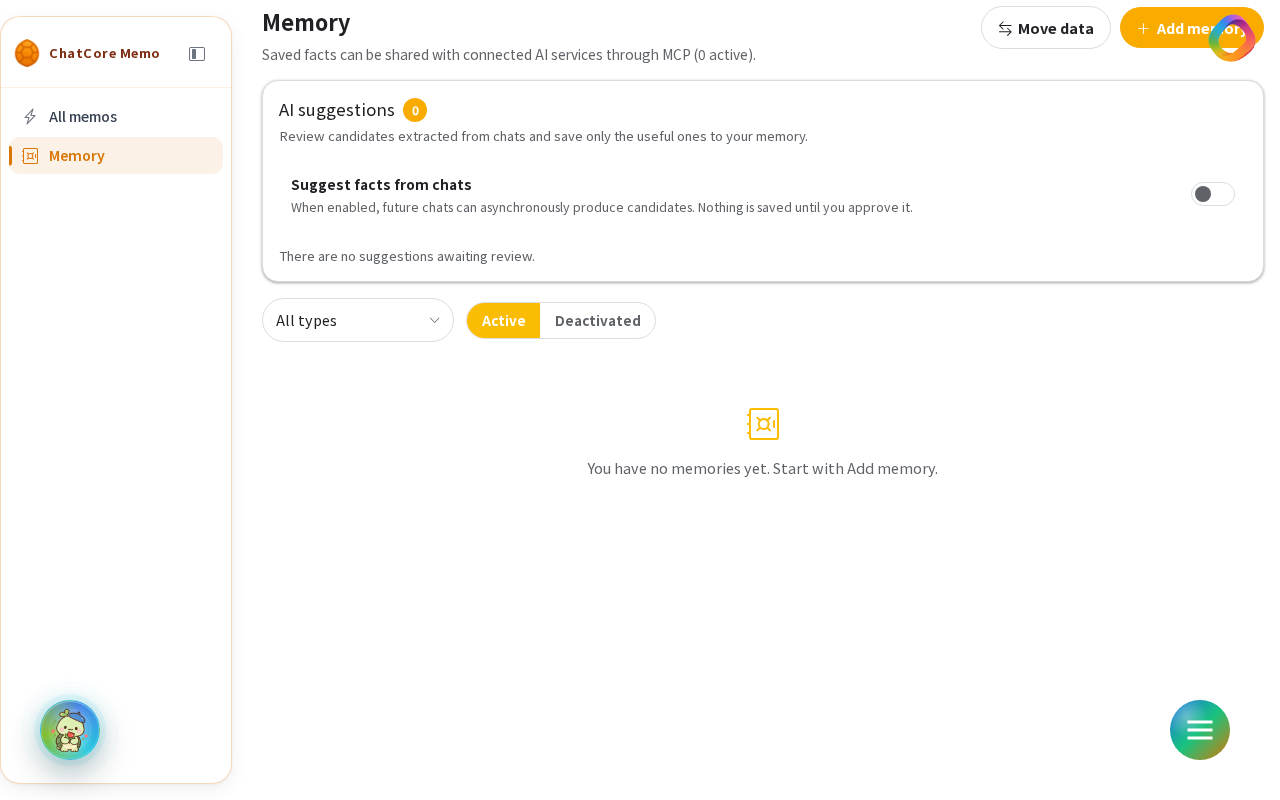 ChatCore Memo
All memos
Memory
Memory
Saved facts can be shared with connected AI services through MCP (0 active).
Move data
Add memory
AI suggestions 0
Review candidates extracted from chats and save only the useful ones to your memory.
Suggest facts from chats
When enabled, future chats can asynchronously produce candidates. Nothing is saved until you approve it.
There are no suggestions awaiting review.
All types
Active
Deactivated
You have no memories yet. Start with Add memory.